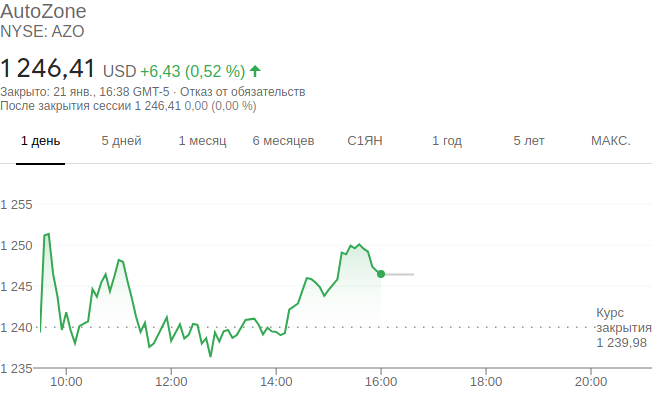 AutoZone
NYSE: AZO
1 246,41 USD +6,43 (0,52 %)
Закрыто: 21 янв., 16:38 GMT-5 · Отказ от обязательств
После закрытия сессии 1 246,41 0,00 (0,00 %)
1 день 5 дней 1 месяц 6 месяцев С1ЯН 1 год 5 лет МАКС.
1 255
1 250
1 245
Курс
1 240 закрытия
1 239,98
1 235
10:00 12:00 14:00 16:00 18:00 20:00